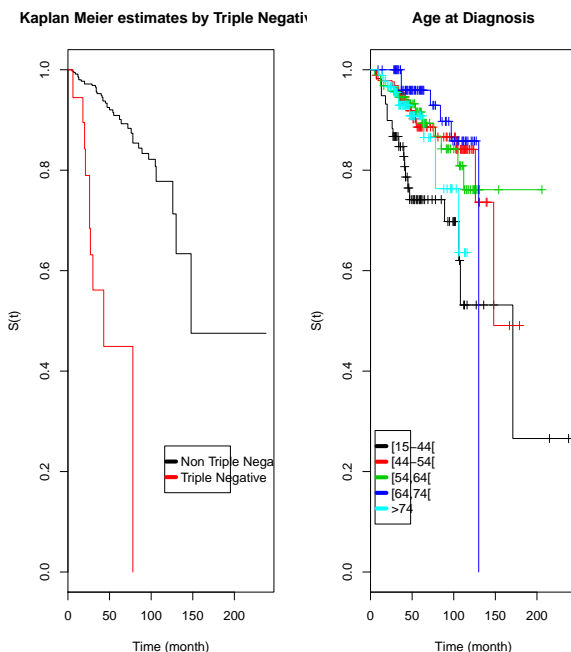 Kaplan Meier estimates by Triple Negativ
S(t)
1.0
0.8
0.6
0.4
0.2
0.0
Non Triple Nega
Triple Negative
0 50 100 200
Time (month)
Age at Diagnosis
S(t)
1.0
0.8
0.6
0.4
0.2
0.0
[15−44[
[44−54[
[54,64[
[64,74[
>74
0 50 100 200
Time (month)